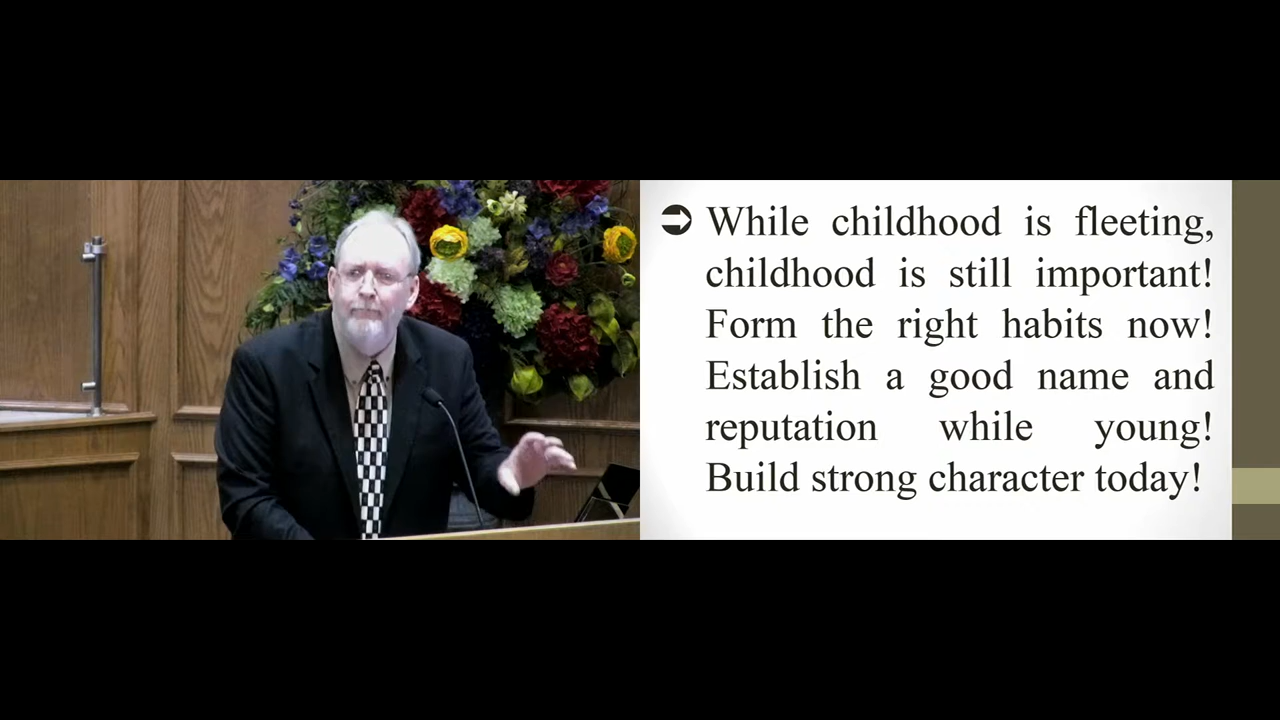 While childhood is fleeting,
childhood is still important!
Form the right habits now!
Establish a good name and
reputation while young!
Build strong character today!